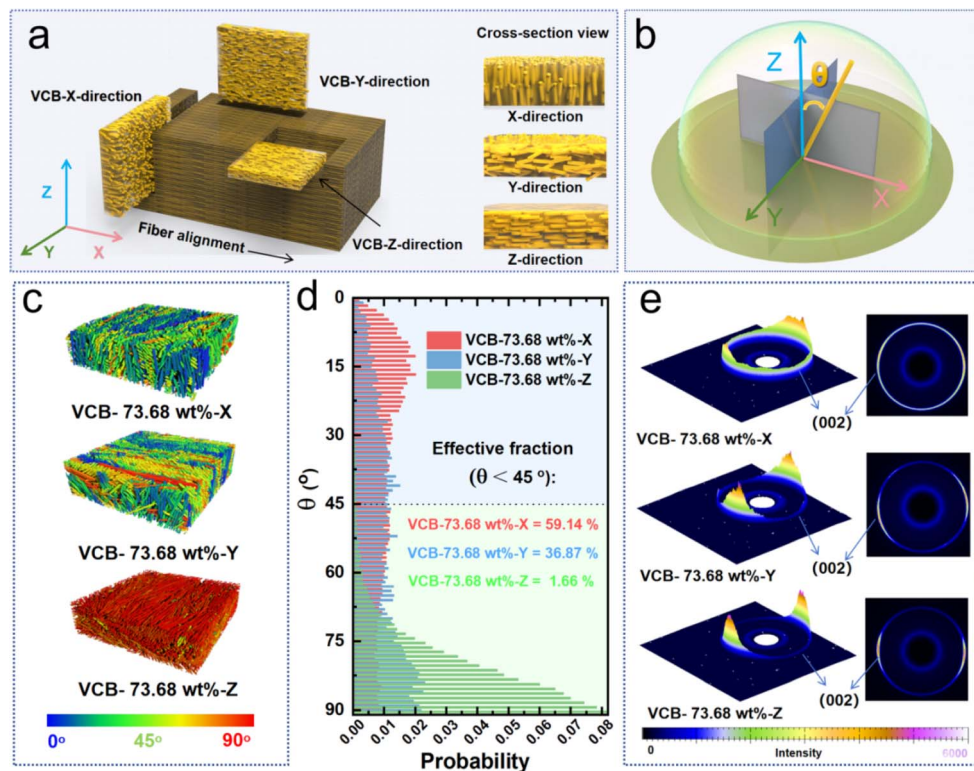 a
VCB-X-direction
VCB-Y-direction
Cross-section view
X-direction
Y-direction
Z-direction
VCB-Z-direction
Fiber alignment
Z
Y
X
b
Z
θ
X
Y
c
VCB- 73.68 wt%-X
VCB- 73.68 wt%-Y
VCB- 73.68 wt%-Z
0°
45°
90°
d
0
15
30
45
60
75
90
θ (°)
VCB-73.68 wt%-X
VCB-73.68 wt%-Y
VCB-73.68 wt%-Z
Effective fraction
(θ < 45 °):
VCB-73.68 wt%-X = 59.14 %
VCB-73.68 wt%-Y = 36.87 %
VCB-73.68 wt%-Z = 1.66 %
0.00
0.01
0.02
0.03
0.04
0.05
0.06
0.07
0.08
Probability
e
(002)
VCB- 73.68 wt%-X
(002)
VCB- 73.68 wt%-Y
(002)
VCB- 73.68 wt%-Z
0
Intensity
6000